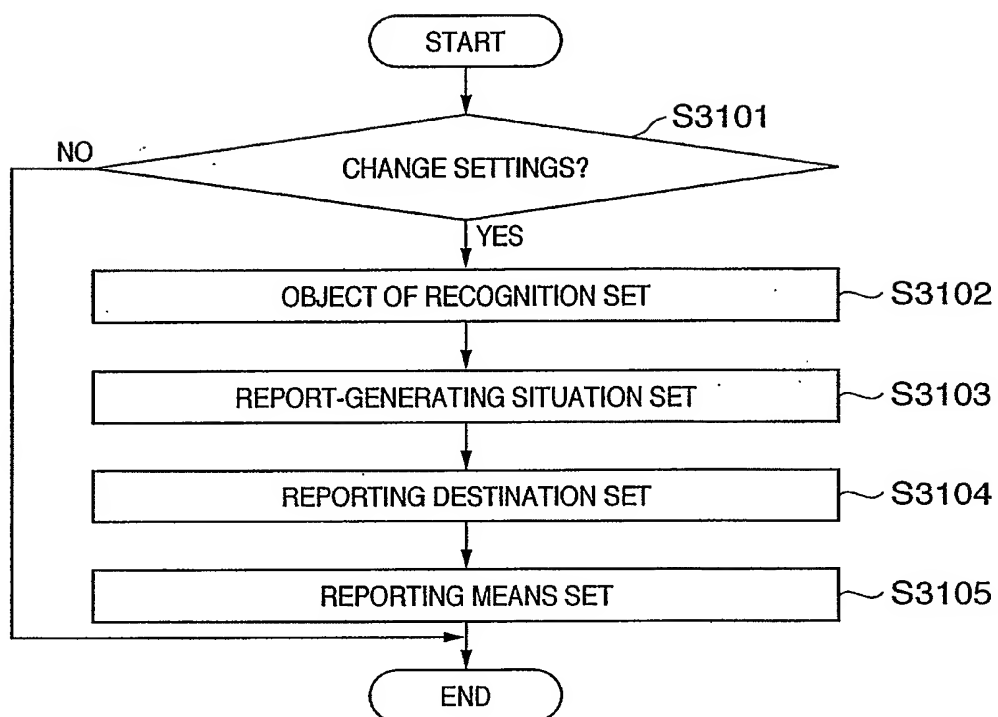 START
S3101
NO
CHANGE SETTINGS?
YES
OBJECT OF RECOGNITION SET
S3102
REPORT-GENERATING SITUATION SET
S3103
REPORTING DESTINATION SET
S3104
REPORTING MEANS SET
S3105
END